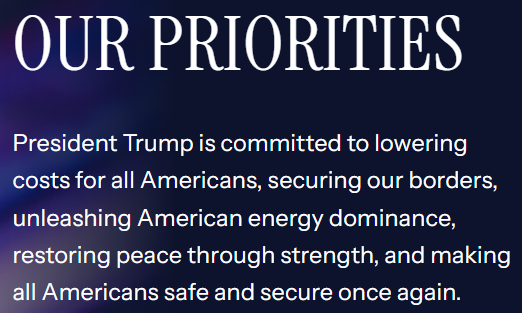 OUR PRIORITIES
President Trump is committed to lowering
costs for all Americans, securing our borders,
unleashing American energy dominance,
restoring peace through strength, and making
all Americans safe and secure once again.